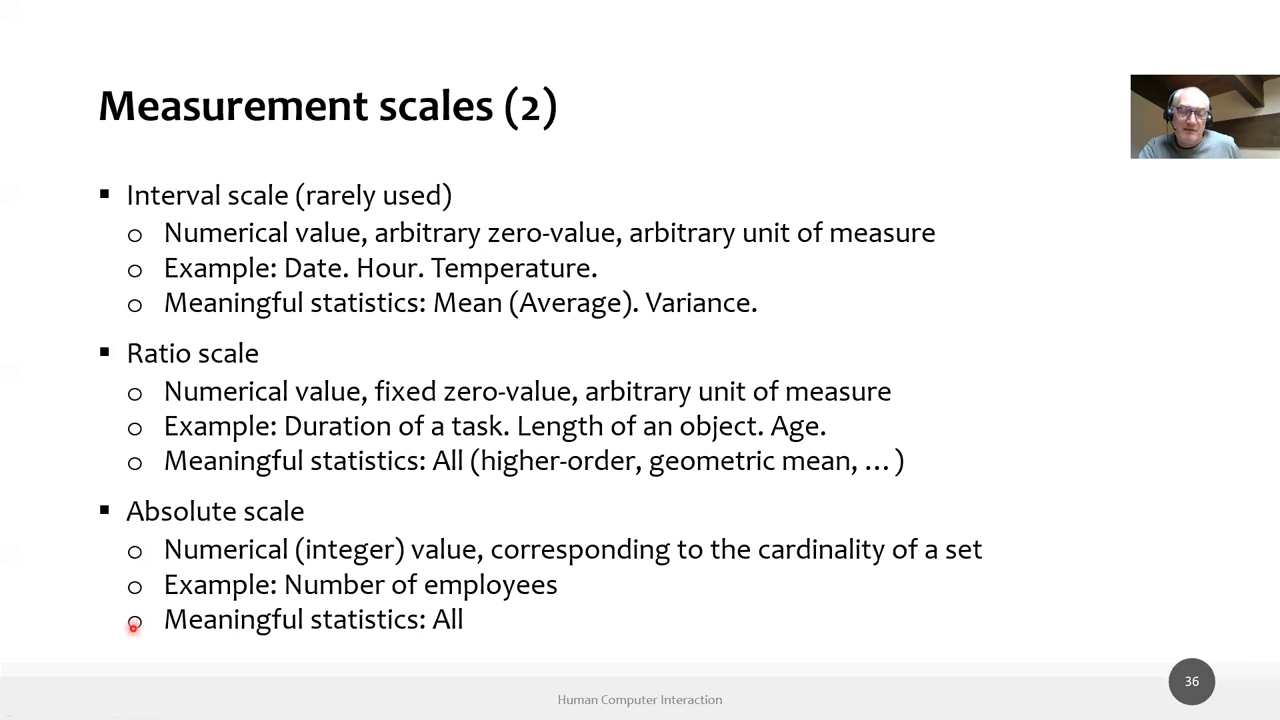 Measurement scales (2)
▪ Interval scale (rarely used)
o Numerical value, arbitrary zero-value, arbitrary unit of measure
o Example: Date. Hour. Temperature.
o Meaningful statistics: Mean (Average). Variance.
▪ Ratio scale
o Numerical value, fixed zero-value, arbitrary unit of measure
o Example: Duration of a task. Length of an object. Age.
o Meaningful statistics: All (higher-order, geometric mean, … )
▪ Absolute scale
o Numerical (integer) value, corresponding to the cardinality of a set
o Example: Number of employees
o Meaningful statistics: All
Human Computer Interaction
36